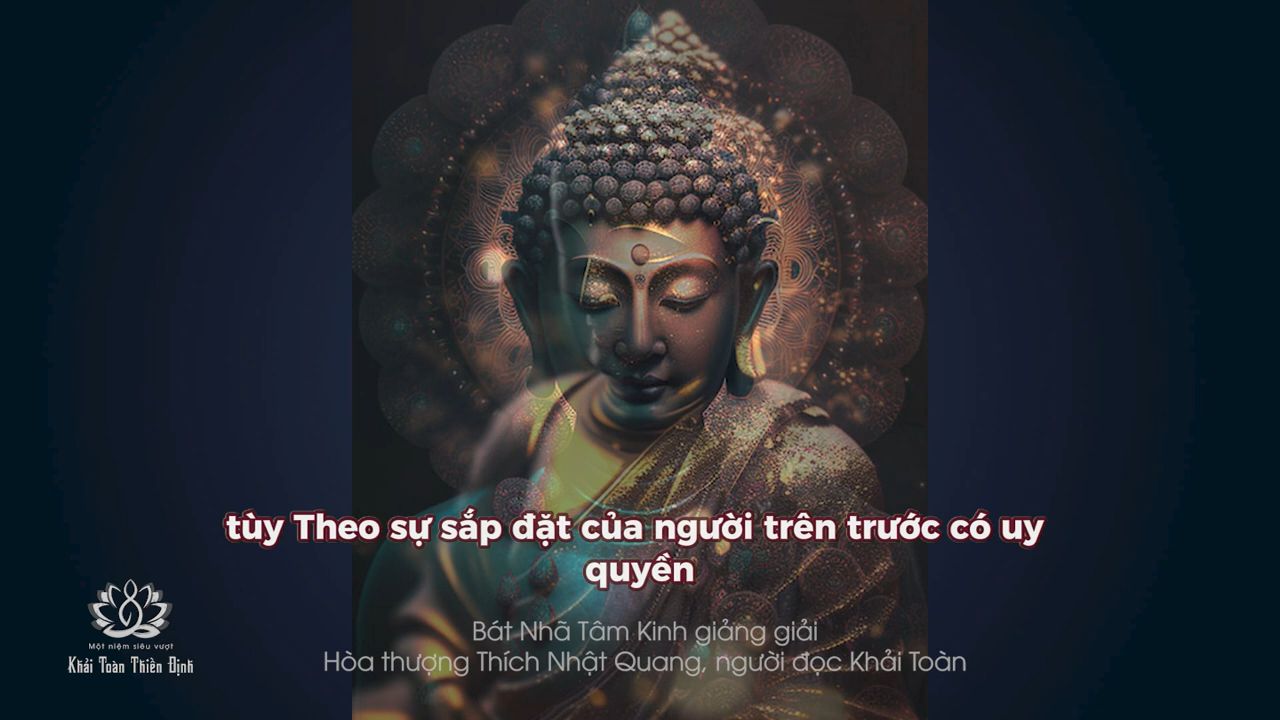 tùy Theo sự sắp đặt của người trên trước có uy
quyền
Bát Nhã Tâm Kinh giảng giải
Hòa thượng Thích Nhật Quang, người đọc Khải Toàn
Một niệm siêu vượt
Khải Toàn Thiền Định